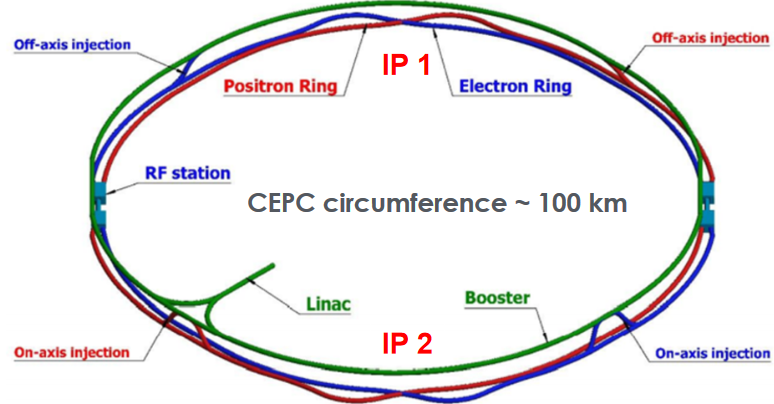 Off-axis injection
Off-axis injection
IP 1
Positron Ring
Electron Ring
RF station
CEPC circumference ~ 100 km
Linac
Booster
IP 2
On-axis injection
On-axis injection